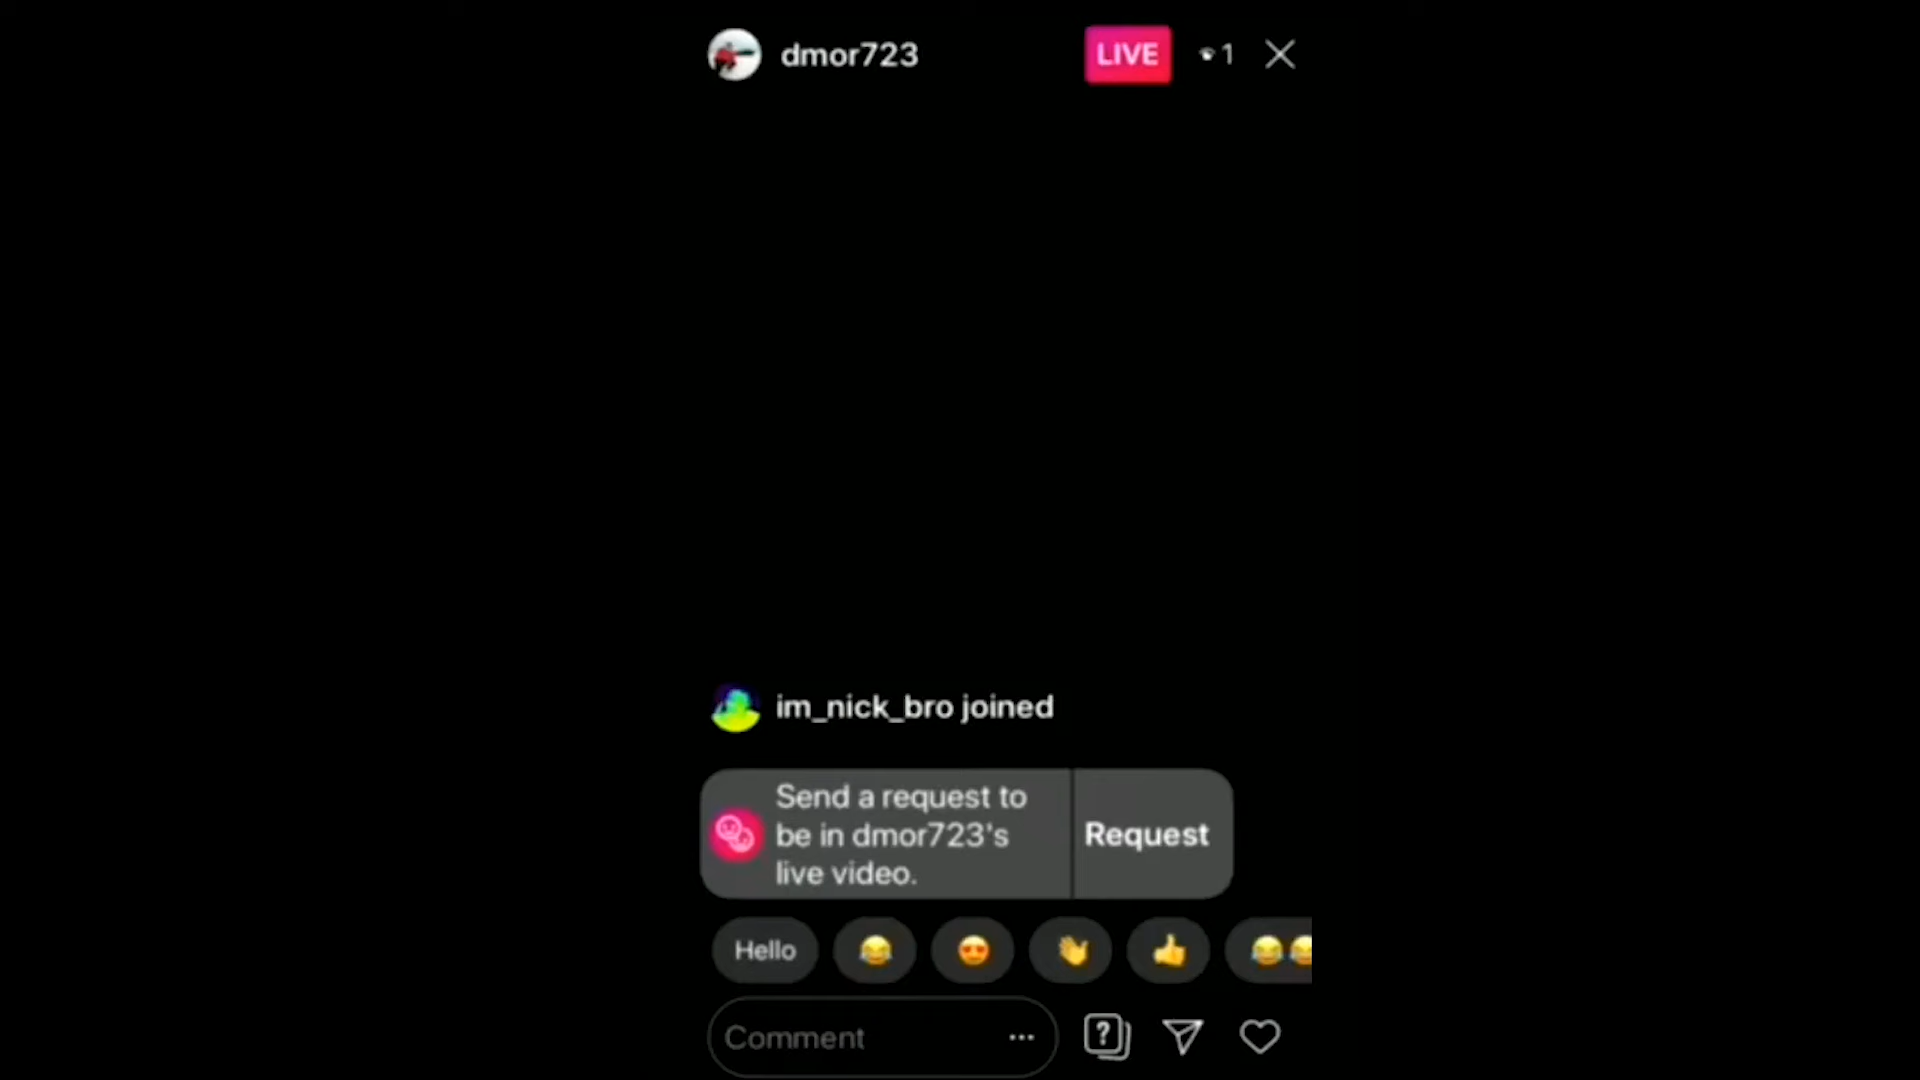 dmor723
LIVE
1
im_nick_bro joined
Send a request to
be in dmor723's
live video.
Request
Hello
Comment